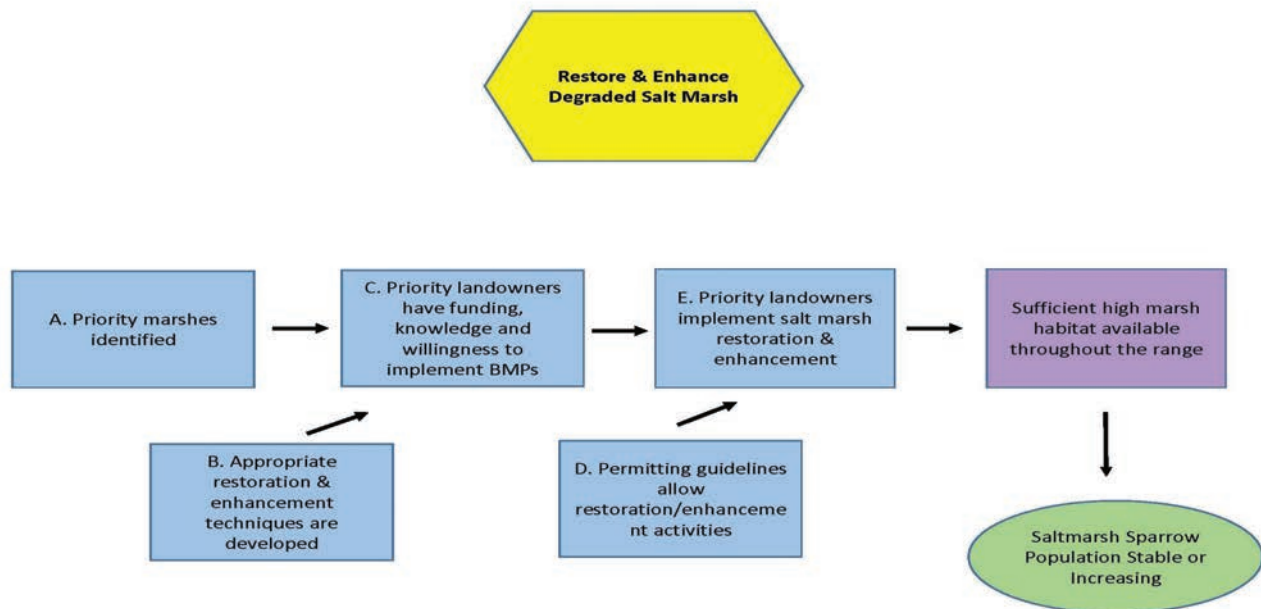 Restore & Enhance
Degraded Salt Marsh
A. Priority marshes
identified
C. Priority landowners
have funding,
knowledge and
willingness to
implement BMPs
E. Priority landowners
implement salt marsh
restoration &
enhancement
Sufficient high marsh
habitat available
throughout the range
B. Appropriate
restoration &
enhancement
techniques are
developed
D. Permitting guidelines
allow
restoration/enhanceme
nt activities
Saltmarsh Sparrow
Population Stable or
Increasing